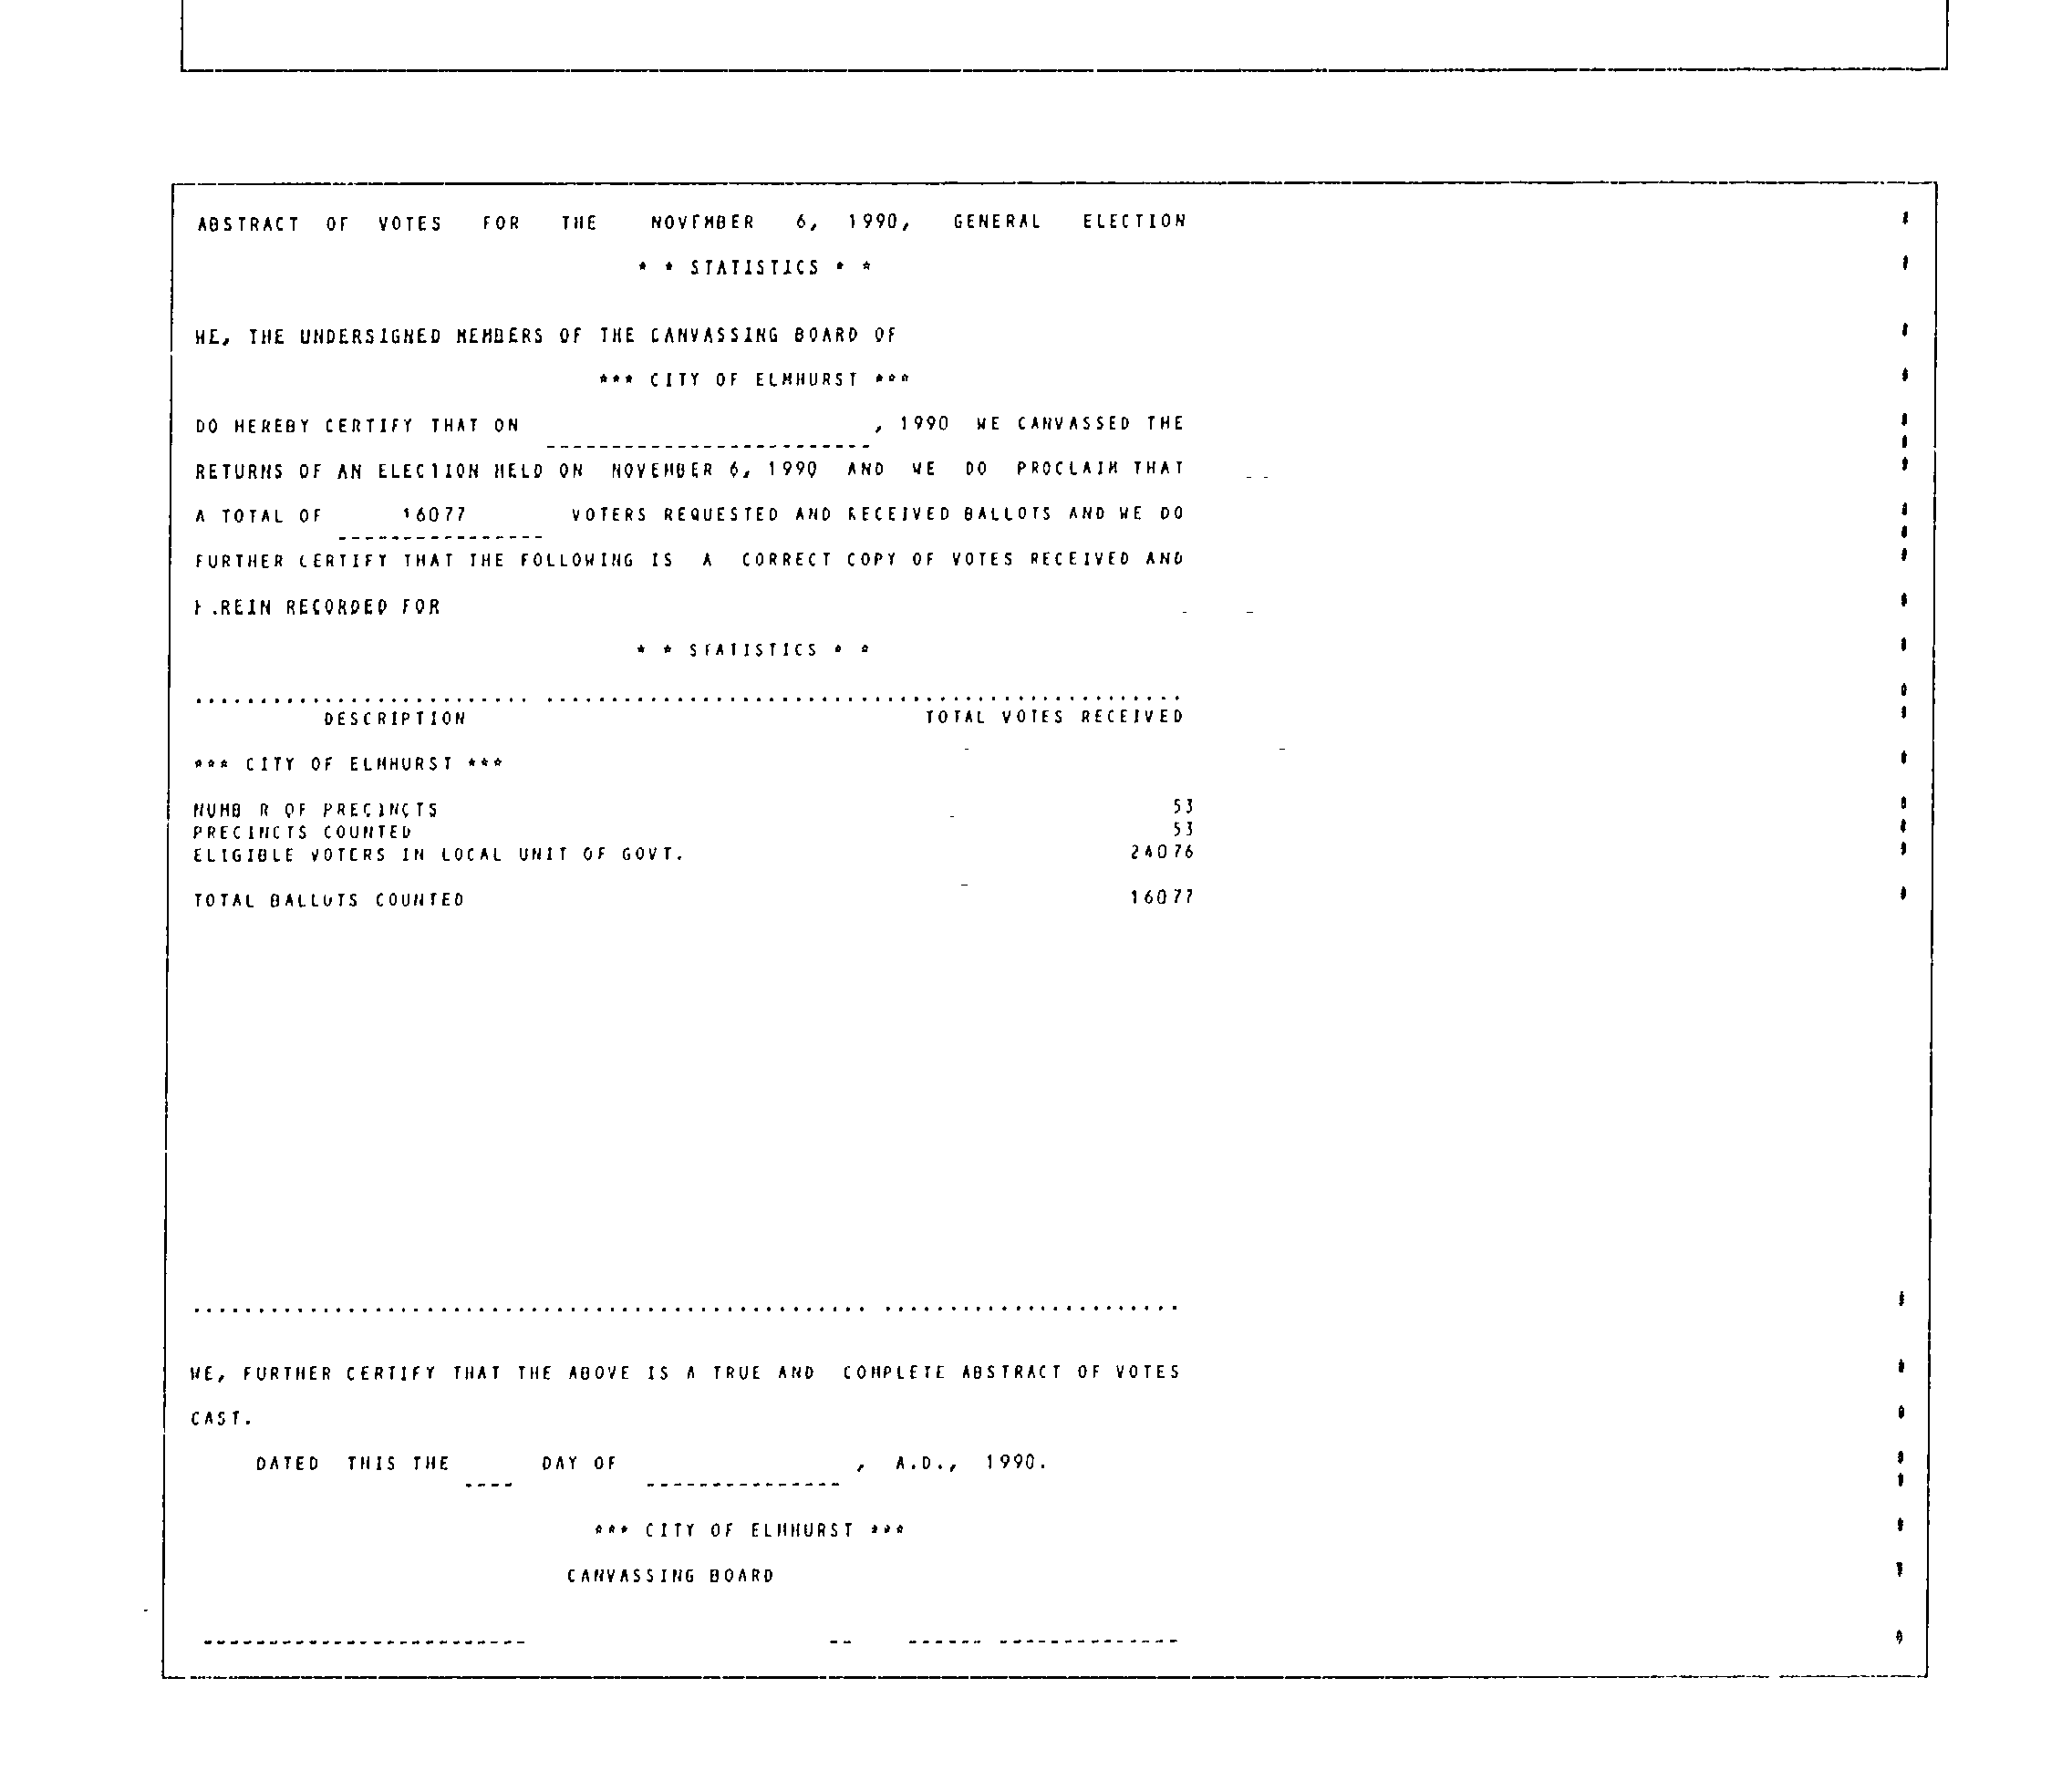 ABSTRACT OF VOTES FOR THE NOVEMBER 6, 1990, GENERAL ELECTION
* * STATISTICS * *
WE, THE UNDERSIGNED MEMBERS OF THE CANVASSING BOARD OF
*** CITY OF ELMHURST ***
DO HEREBY CERTIFY THAT ON , 1990 WE CANVASSED THE
RETURNS OF AN ELECTION HELD ON NOVEMBER 6, 1990 AND WE DO PROCLAIM THAT
A TOTAL OF 16077 VOTERS REQUESTED AND RECEIVED BALLOTS AND WE DO
FURTHER CERTIFY THAT THE FOLLOWING IS A CORRECT COPY OF VOTES RECEIVED AND
H.REIN RECORDED FOR
* * STATISTICS * *
DESCRIPTION TOTAL VOTES RECEIVED
*** CITY OF ELMHURST ***
NUMB R OF PRECINCTS 53
PRECINCTS COUNTED 53
ELIGIBLE VOTERS IN LOCAL UNIT OF GOVT. 24076
TOTAL BALLOTS COUNTED 16077
WE, FURTHER CERTIFY THAT THE ABOVE IS A TRUE AND COMPLETE ABSTRACT OF VOTES
CAST.
DATED THIS THE DAY OF , A.D., 1990.
*** CITY OF ELMHURST ***
CANVASSING BOARD